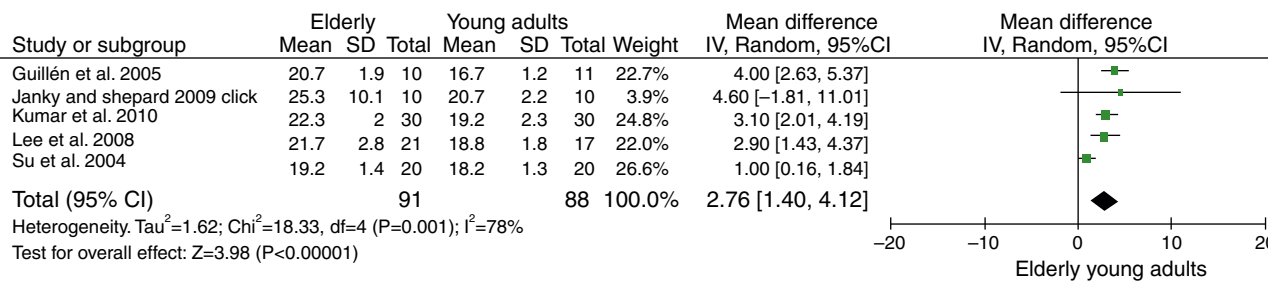 Elderly Young adults Mean difference Mean difference
Study or subgroup Mean SD Total Mean SD Total Weight IV, Random, 95%CI IV, Random, 95%CI
Guillén et al. 2005 20.7 1.9 10 16.7 1.2 11 22.7% 4.00 [2.63, 5.37]
Janky and shepard 2009 click 25.3 10.1 10 20.7 2.2 10 3.9% 4.60 [−1.81, 11.01]
Kumar et al. 2010 22.3 2 30 19.2 2.3 30 24.8% 3.10 [2.01, 4.19]
Lee et al. 2008 21.7 2.8 21 18.8 1.8 17 22.0% 2.90 [1.43, 4.37]
Su et al. 2004 19.2 1.4 20 18.2 1.3 20 26.6% 1.00 [0.16, 1.84]
Total (95% CI) 91 88 100.0% 2.76 [1.40, 4.12]
Heterogeneity. Tau²=1.62; Chi²=18.33, df=4 (P=0.001); I²=78%
Test for overall effect: Z=3.98 (P<0.00001)
−20 −10 0 10
Elderly young adults